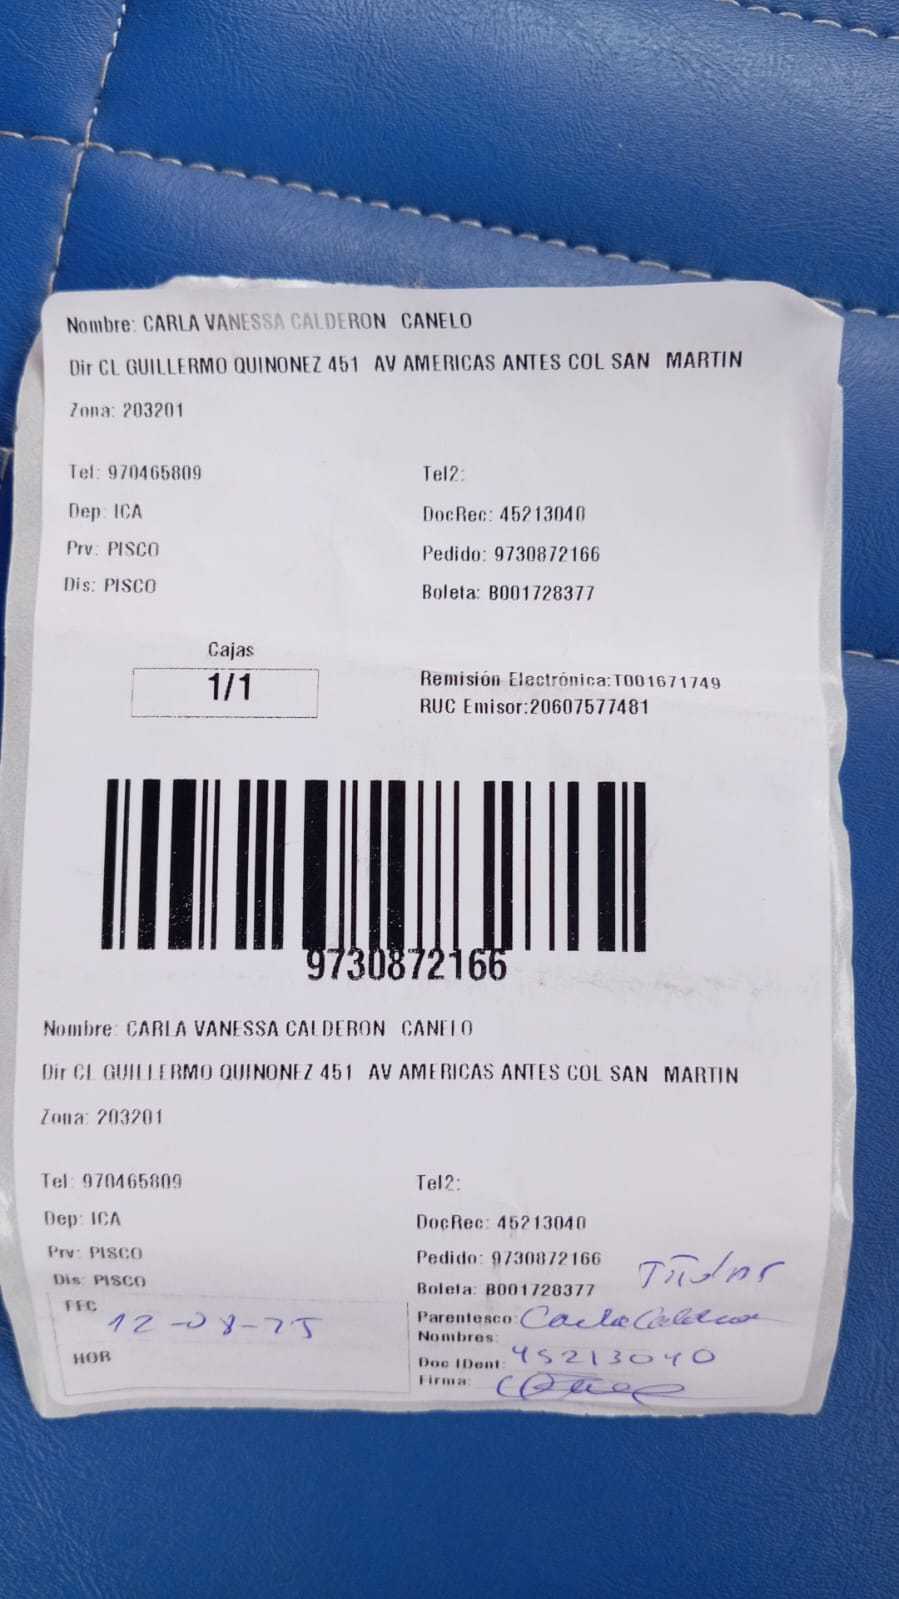 Nombre: CARLA VANESSA CALDERON CANELO
Dir CL GUILLERMO QUINONEZ 451 AV AMERICAS ANTES COL SAN MARTIN
Zona: 203201
Tel: 970465809 Tel2:
Dep: ICA DocRec: 45213040
Prv: PISCO Pedido: 9730872166
Dis: PISCO Boleta: B001728377
Cajas
1/1
Remisión Electrónica:T001671749
RUC Emisor:20607577481
9730872166
Nombre: CARLA VANESSA CALDERON CANELO
Dir CL GUILLERMO QUINONEZ 451 AV AMERICAS ANTES COL SAN MARTIN
Zona: 203201
Tel: 970465809 Tel2:
Dep: ICA DocRec: 45213040
Prv: PISCO Pedido: 9730872166
Dis: PISCO Boleta: B001728377
FEC 12-08-25
HOR
Parentesco: Carla Calderon
Nombres:
Doc IDent: 45213040
Firma: